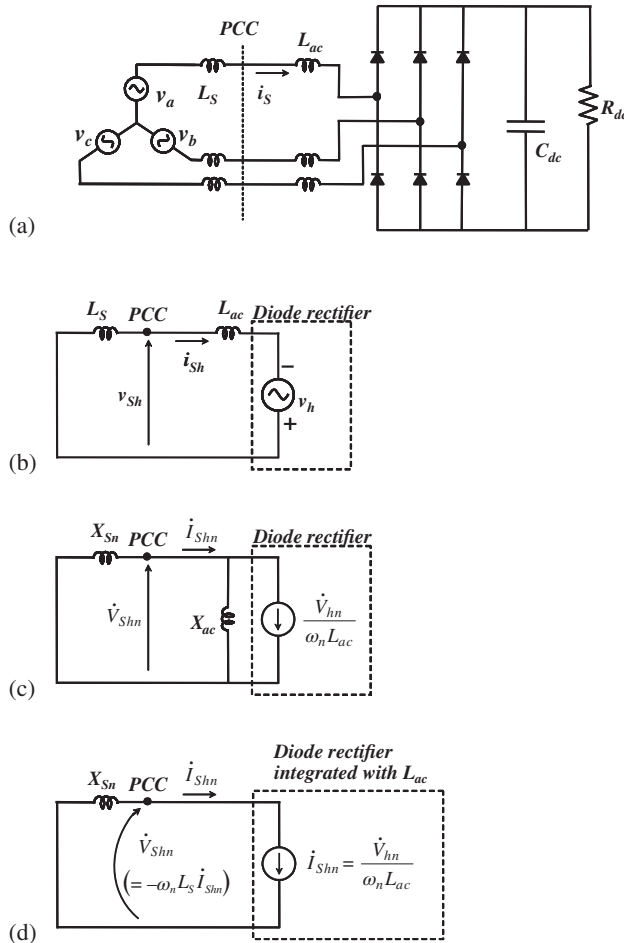 PCC
L_ac
L_S
i_S
v_a
v_c
v_b
R_dc
C_dc
(a)
L_S PCC L_ac Diode rectifier
i_Sh
v_Sh
−
v_h
+
(b)
X_Sn PCC İ_Shn Diode rectifier
V̇_Shn
X_ac
V̇_hn
ω_n L_ac
(c)
Diode rectifier
integrated with L_ac
X_Sn PCC İ_Shn
V̇_Shn
(= −ω_n L_S İ_Shn)
İ_Shn = V̇_hn
ω_n L_ac
(d)